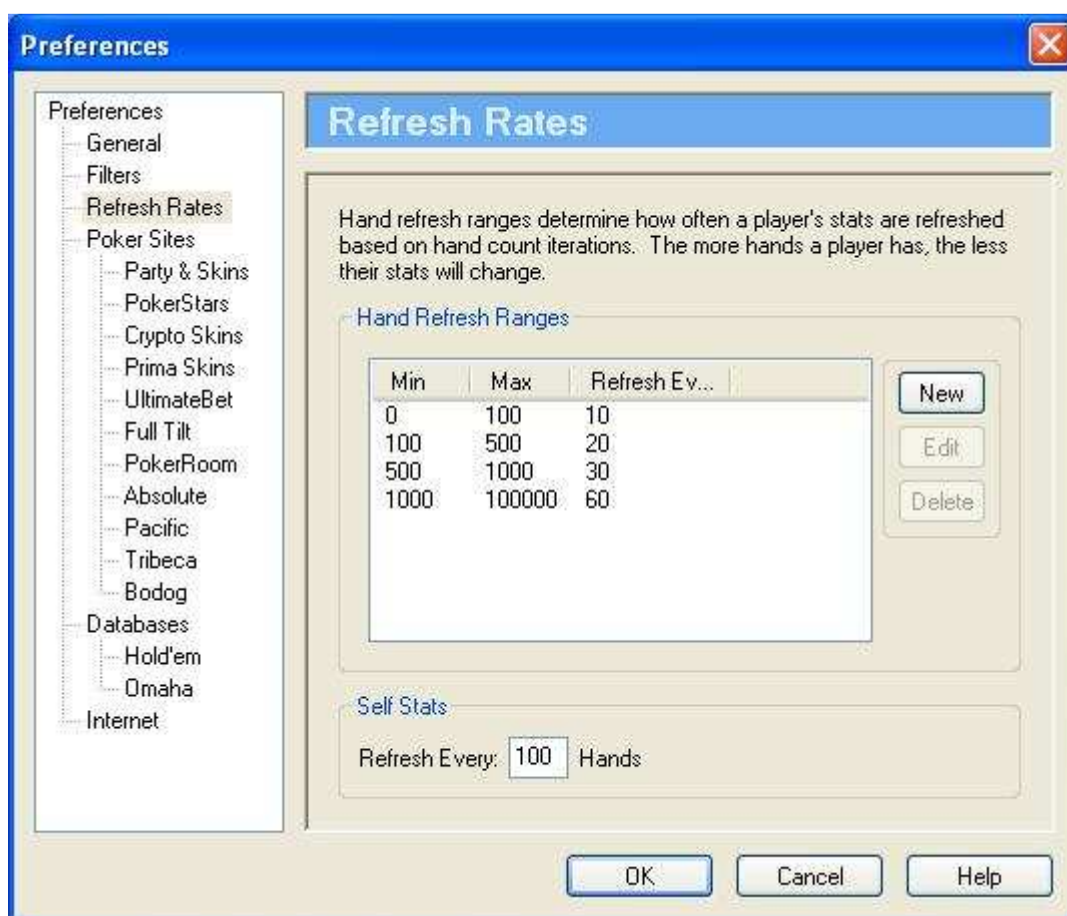 Preferences
Preferences
General
Filters
Refresh Rates
Poker Sites
Party & Skins
PokerStars
Crypto Skins
Prima Skins
UltimateBet
Full Tilt
PokerRoom
Absolute
Pacific
Tribeca
Bodog
Databases
Hold'em
Omaha
Internet
Refresh Rates
Hand refresh ranges determine how often a player's stats are refreshed
based on hand count iterations. The more hands a player has, the less
their stats will change.
Hand Refresh Ranges
Min Max Refresh Ev...
0 100 10
100 500 20
500 1000 30
1000 100000 60
New
Edit
Delete
Self Stats
Refresh Every: 100 Hands
OK Cancel Help